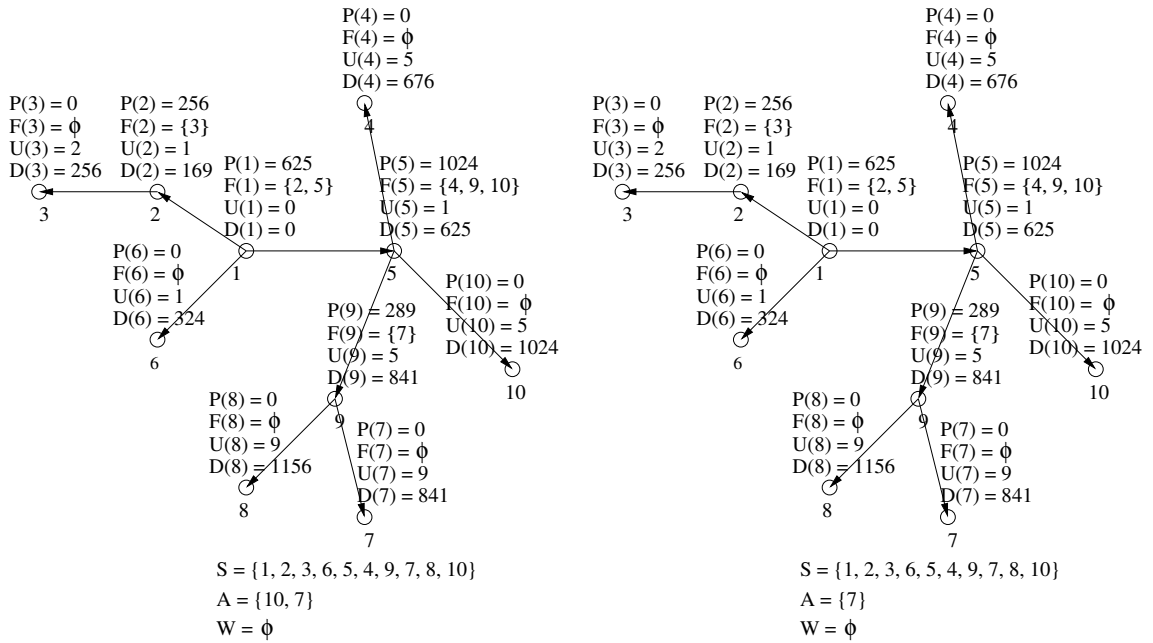 P(4) = 0
F(4) = ϕ
U(4) = 5
D(4) = 676
4
P(3) = 0
F(3) = ϕ
U(3) = 2
D(3) = 256
3
P(2) = 256
F(2) = {3}
U(2) = 1
D(2) = 169
2
P(1) = 625
F(1) = {2, 5}
U(1) = 0
D(1) = 0
1
P(5) = 1024
F(5) = {4, 9, 10}
U(5) = 1
D(5) = 625
5
P(6) = 0
F(6) = ϕ
U(6) = 1
D(6) = 324
6
P(10) = 0
F(10) = ϕ
U(10) = 5
D(10) = 1024
10
P(9) = 289
F(9) = {7}
U(9) = 5
D(9) = 841
9
P(8) = 0
F(8) = ϕ
U(8) = 9
D(8) = 1156
8
P(7) = 0
F(7) = ϕ
U(7) = 9
D(7) = 841
7
S = {1, 2, 3, 6, 5, 4, 9, 7, 8, 10}
A = {10, 7}
W = ϕ
P(4) = 0
F(4) = ϕ
U(4) = 5
D(4) = 676
4
P(3) = 0
F(3) = ϕ
U(3) = 2
D(3) = 256
3
P(2) = 256
F(2) = {3}
U(2) = 1
D(2) = 169
2
P(1) = 625
F(1) = {2, 5}
U(1) = 0
D(1) = 0
1
P(5) = 1024
F(5) = {4, 9, 10}
U(5) = 1
D(5) = 625
5
P(6) = 0
F(6) = ϕ
U(6) = 1
D(6) = 324
6
P(10) = 0
F(10) = ϕ
U(10) = 5
D(10) = 1024
10
P(9) = 289
F(9) = {7}
U(9) = 5
D(9) = 841
9
P(8) = 0
F(8) = ϕ
U(8) = 9
D(8) = 1156
8
P(7) = 0
F(7) = ϕ
U(7) = 9
D(7) = 841
7
S = {1, 2, 3, 6, 5, 4, 9, 7, 8, 10}
A = {7}
W = ϕ